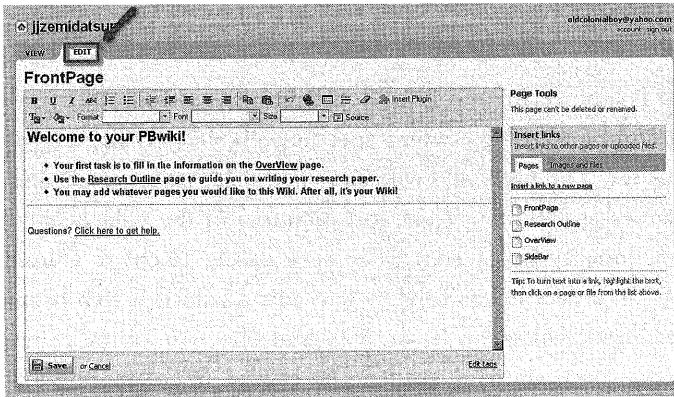 jjzemidatsun
oldcolonialboy@yahoo.com
account sign out
VIEW EDIT
FrontPage
B U I ABC Insert Plugin
Format Font Size Source
Welcome to your PBwiki!
• Your first task is to fill in the information on the OverView page.
• Use the Research Outline page to guide you on writing your research paper.
• You may add whatever pages you would like to this Wiki. After all, it's your Wiki!
Questions? Click here to get help.
Save or Cancel
Edit tags
Page Tools
This page can't be deleted or renamed.
Insert links
Insert links to other pages or uploaded files.
Pages Images and files
Insert a link to a new page
FrontPage
Research Outline
OverView
SideBar
Tip: To turn text into a link, highlight the text,
then click on a page or file from the list above.